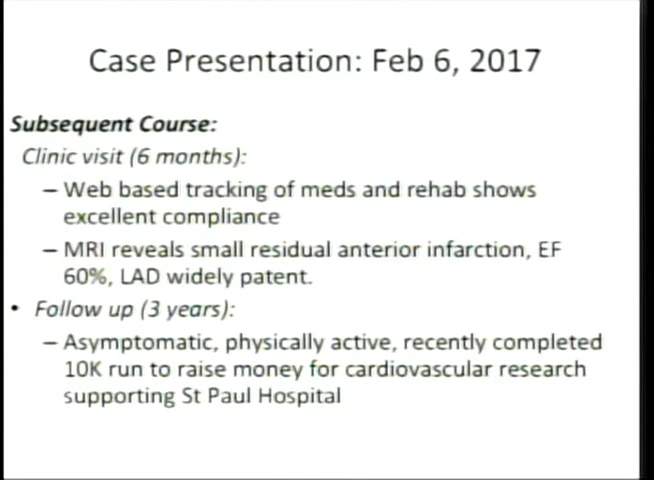 Case Presentation: Feb 6, 2017
Subsequent Course:
Clinic visit (6 months):
– Web based tracking of meds and rehab shows
excellent compliance
– MRI reveals small residual anterior infarction, EF
60%, LAD widely patent.
• Follow up (3 years):
– Asymptomatic, physically active, recently completed
10K run to raise money for cardiovascular research
supporting St Paul Hospital